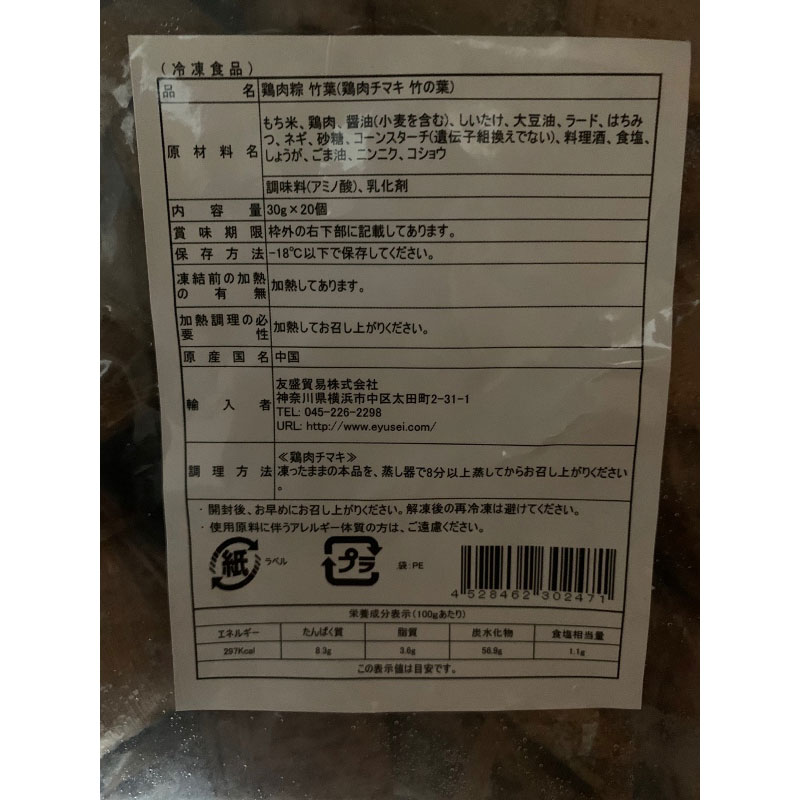 (冷凍食品)
品名 鶏肉粽 竹葉(鶏肉チマキ 竹の葉)
原材料名 もち米、鶏肉、醤油(小麦を含む)、しいたけ、大豆油、ラード、はちみ
つ、ネギ、砂糖、コーンスターチ(遺伝子組換えでない)、料理酒、食塩、
しょうが、ごま油、ニンニク、コショウ
調味料(アミノ酸)、乳化剤
内容量 30g×20個
賞味期限 枠外の右下部に記載してあります。
保存方法 -18℃以下で保存してください。
凍結前の加熱
の有無 加熱してあります。
加熱調理の必
要性 加熱してお召し上がりください。
原産国名 中国
輸入者 友盛貿易株式会社
神奈川県横浜市中区太田町2-31-1
TEL: 045-226-2298
URL: http://www.eyusei.com/
調理方法 ≪鶏肉チマキ≫
凍ったままの本品を、蒸し器で8分以上蒸してからお召し上がりください
。
・開封後、お早めにお召し上がりください。解凍後の再冷凍は避けてください。
・使用原料に伴うアレルギー体質の方は、ご遠慮ください。
紙 ラベル プラ 袋:PE
4 528462 302471
栄養成分表示(100gあたり)
エネルギー たんぱく質 脂質 炭水化物 食塩相当量
297Kcal 8.3g 3.6g 56.9g 1.1g
この表示値は目安です。